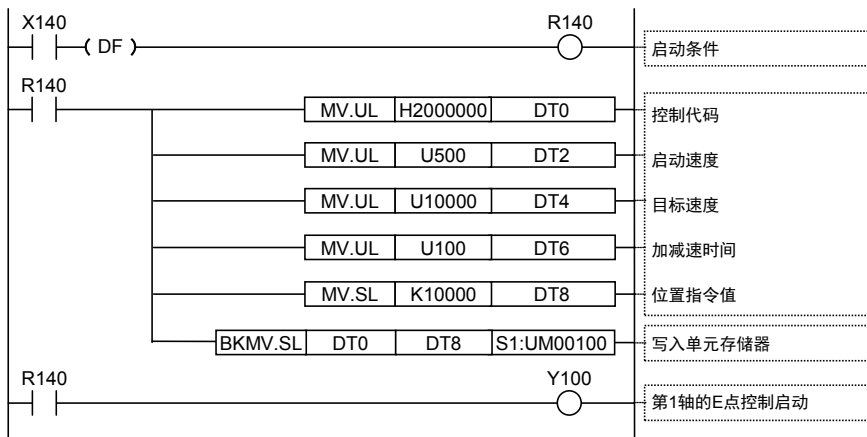 X140 R140
( DF ) 启动条件
R140
MV.UL H2000000 DT0 控制代码
MV.UL U500 DT2 启动速度
MV.UL U10000 DT4 目标速度
MV.UL U100 DT6 加减速时间
MV.SL K10000 DT8 位置指令值
BKMV.SL DT0 DT8 S1:UM00100 写入单元存储器
R140 Y100
第1轴的E点控制启动